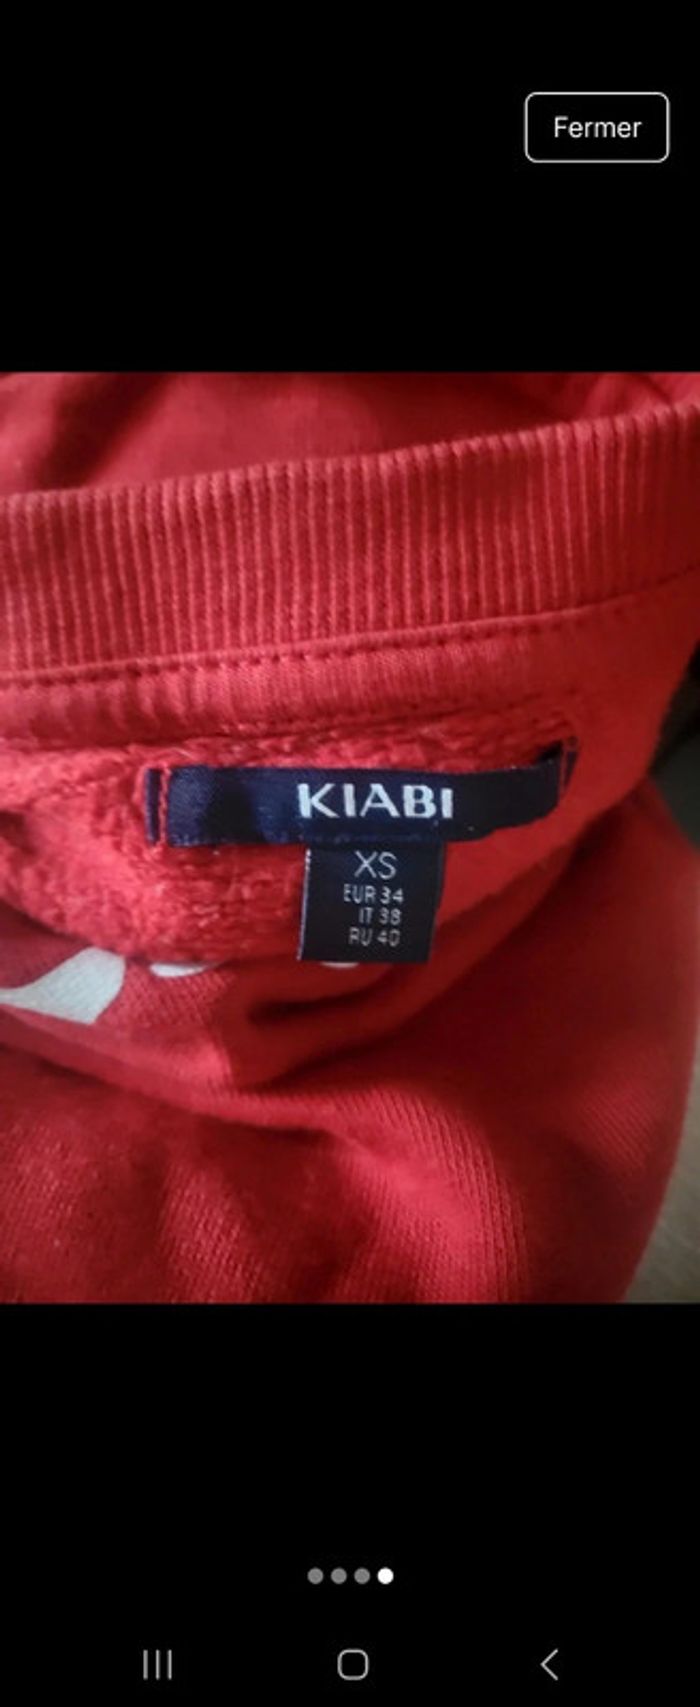 Fermer
KIABI
XS
EUR 34
IT 38
RU 40